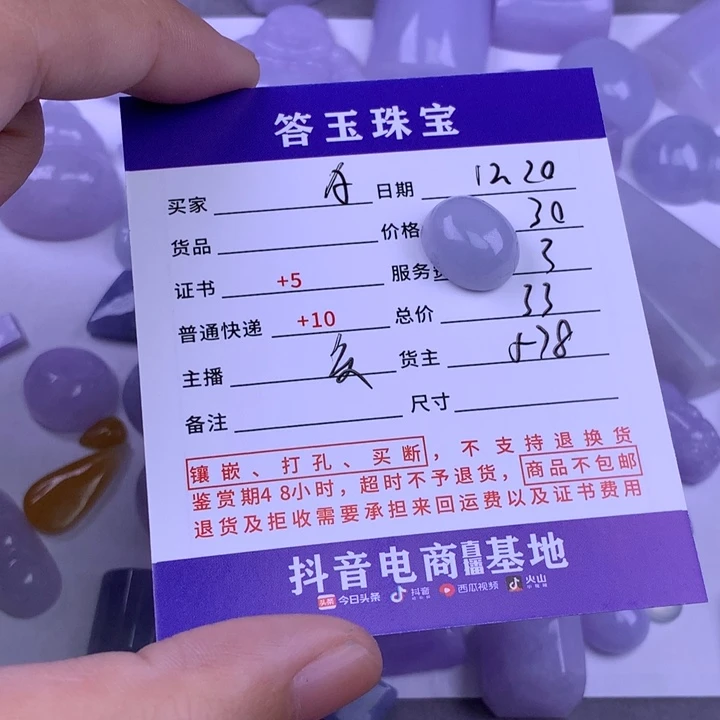 答玉珠宝
买家 日期 12 20
货品 价格 30
证书 +5 服务 3
普通快递 +10 总价 33
主播 货主
备注 尺寸
镶嵌、打孔、买断，不支持退换货
鉴赏期48小时，超时不予退货，商品不包邮
退货及拒收需要承担来回运费以及证书费用
抖音电商直播基地
头条 今日头条 抖音 西瓜视频 火山